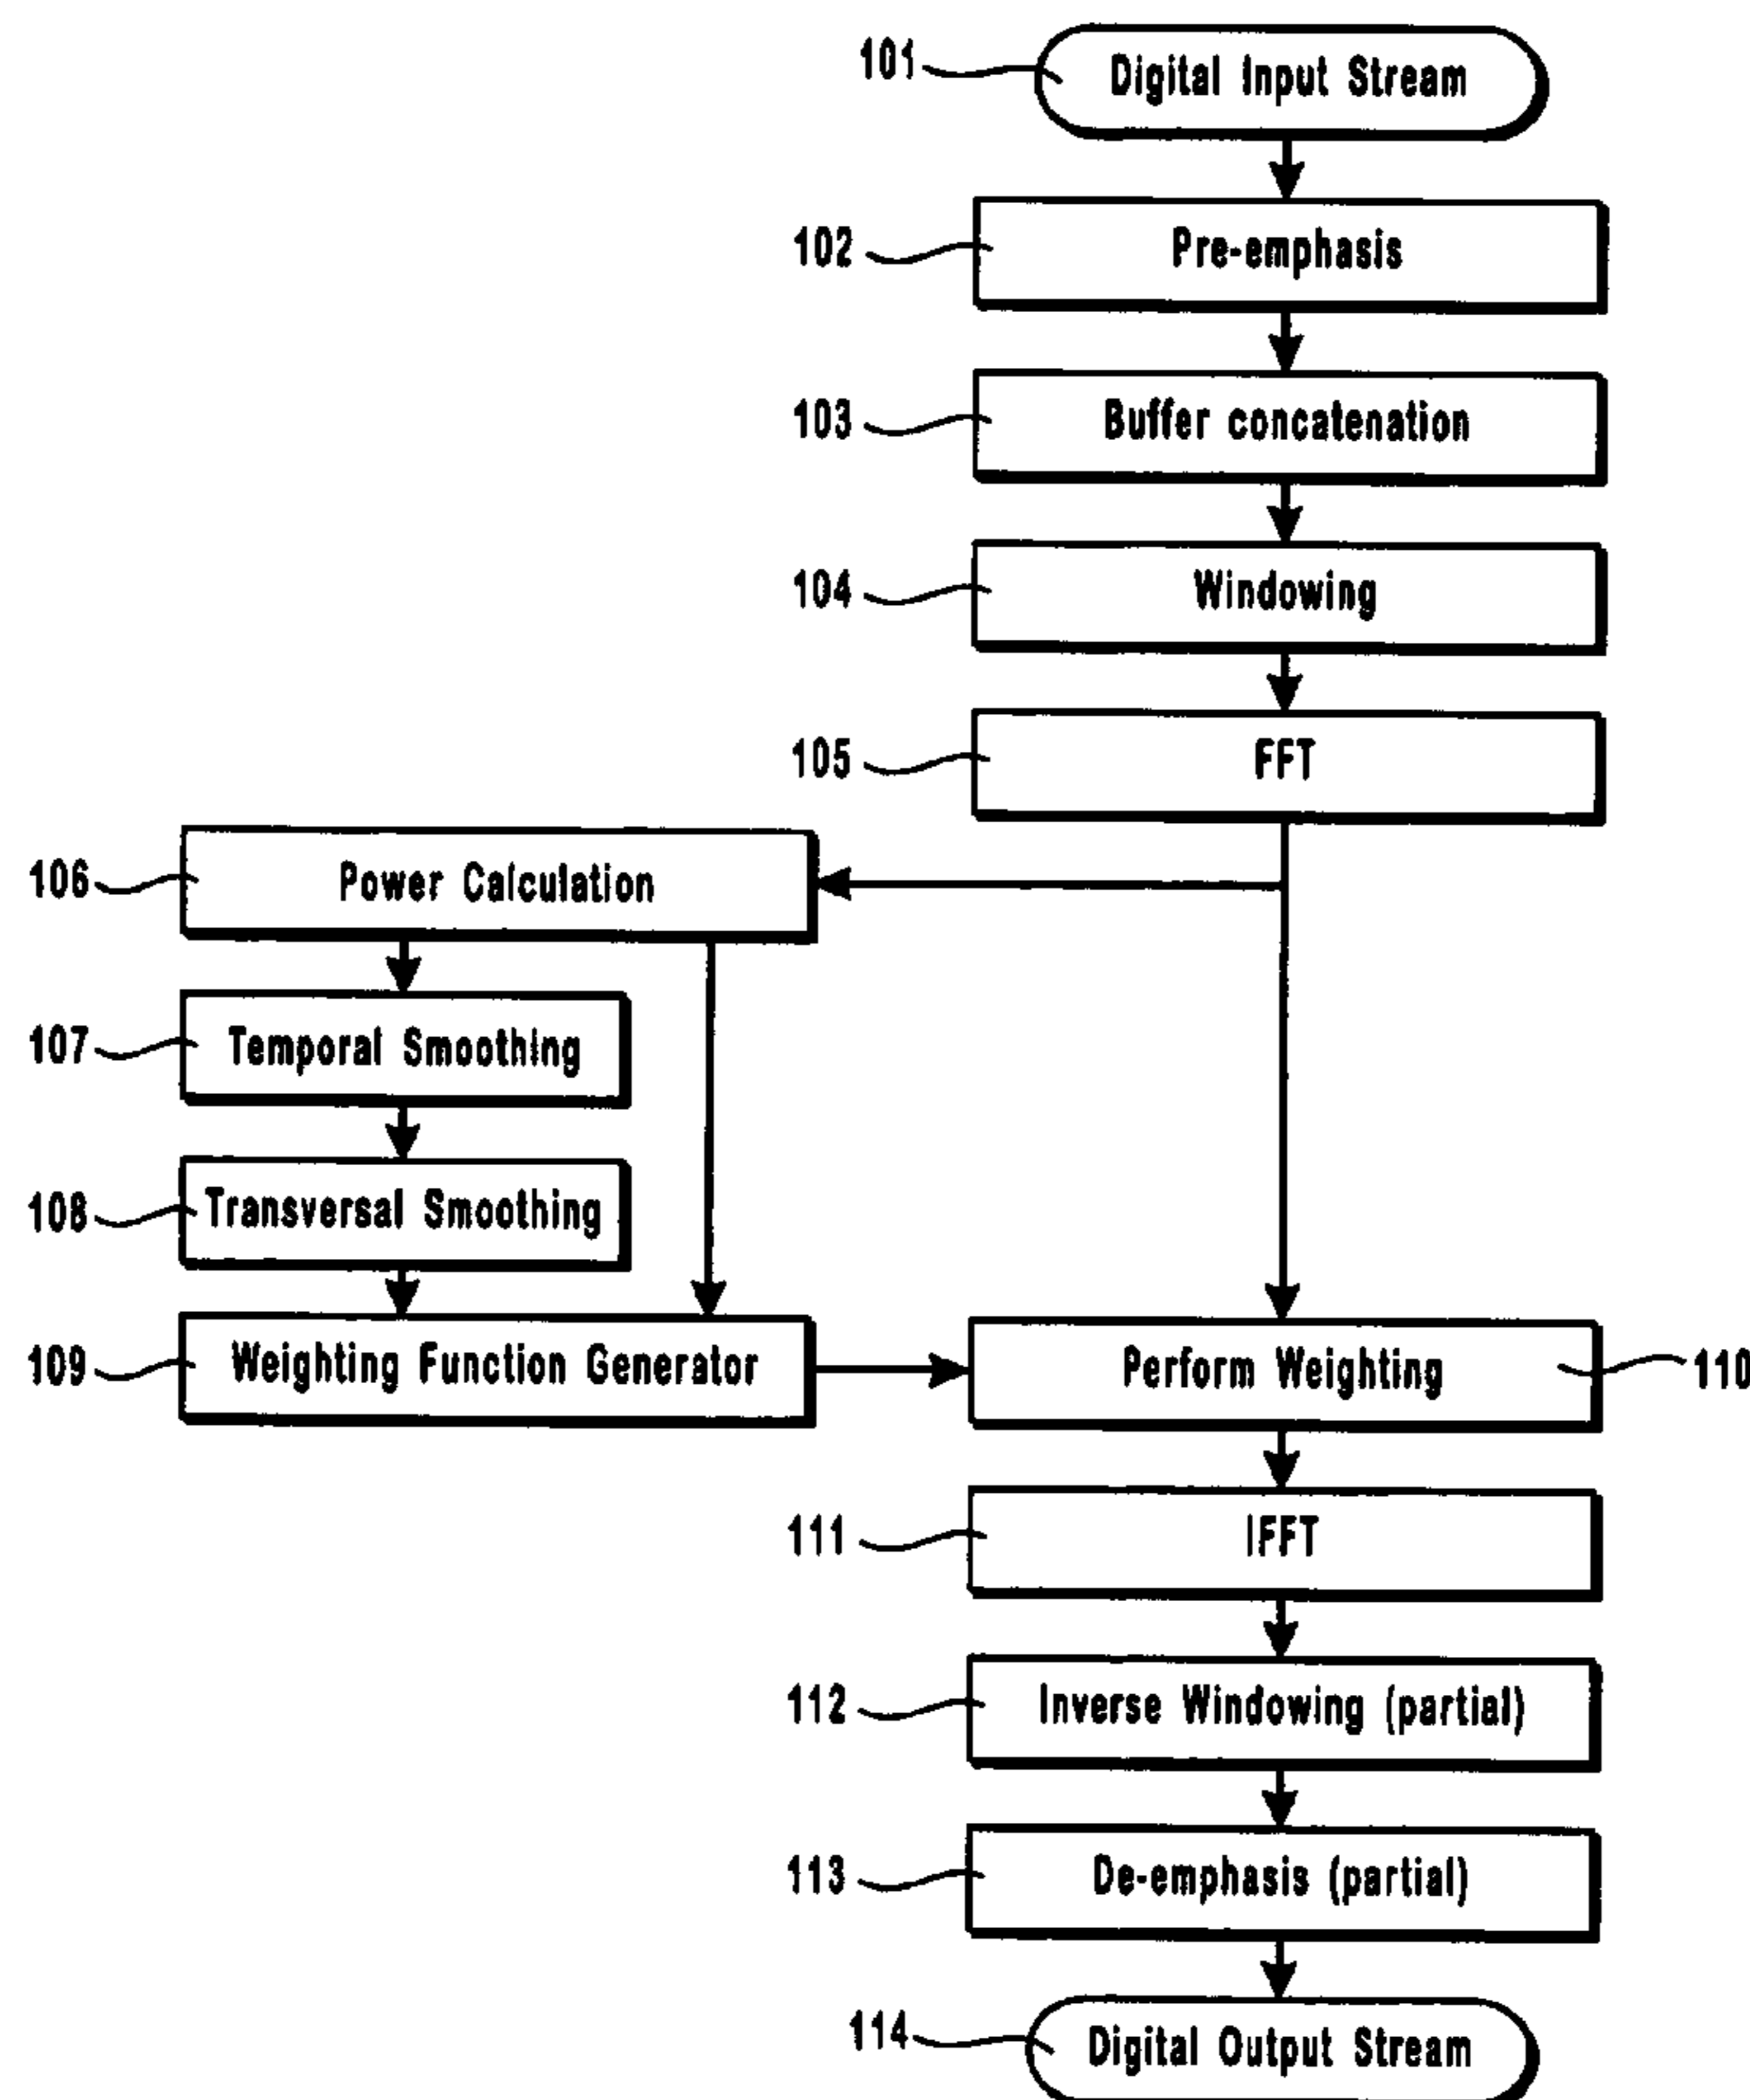 101 Digital Input Stream
102 Pre-emphasis
103 Buffer concatenation
104 Windowing
105 FFT
106 Power Calculation
107 Temporal Smoothing
108 Transversal Smoothing
109 Weighting Function Generator
Perform Weighting 110
111 IFFT
112 Inverse Windowing (partial)
113 De-emphasis (partial)
114 Digital Output Stream